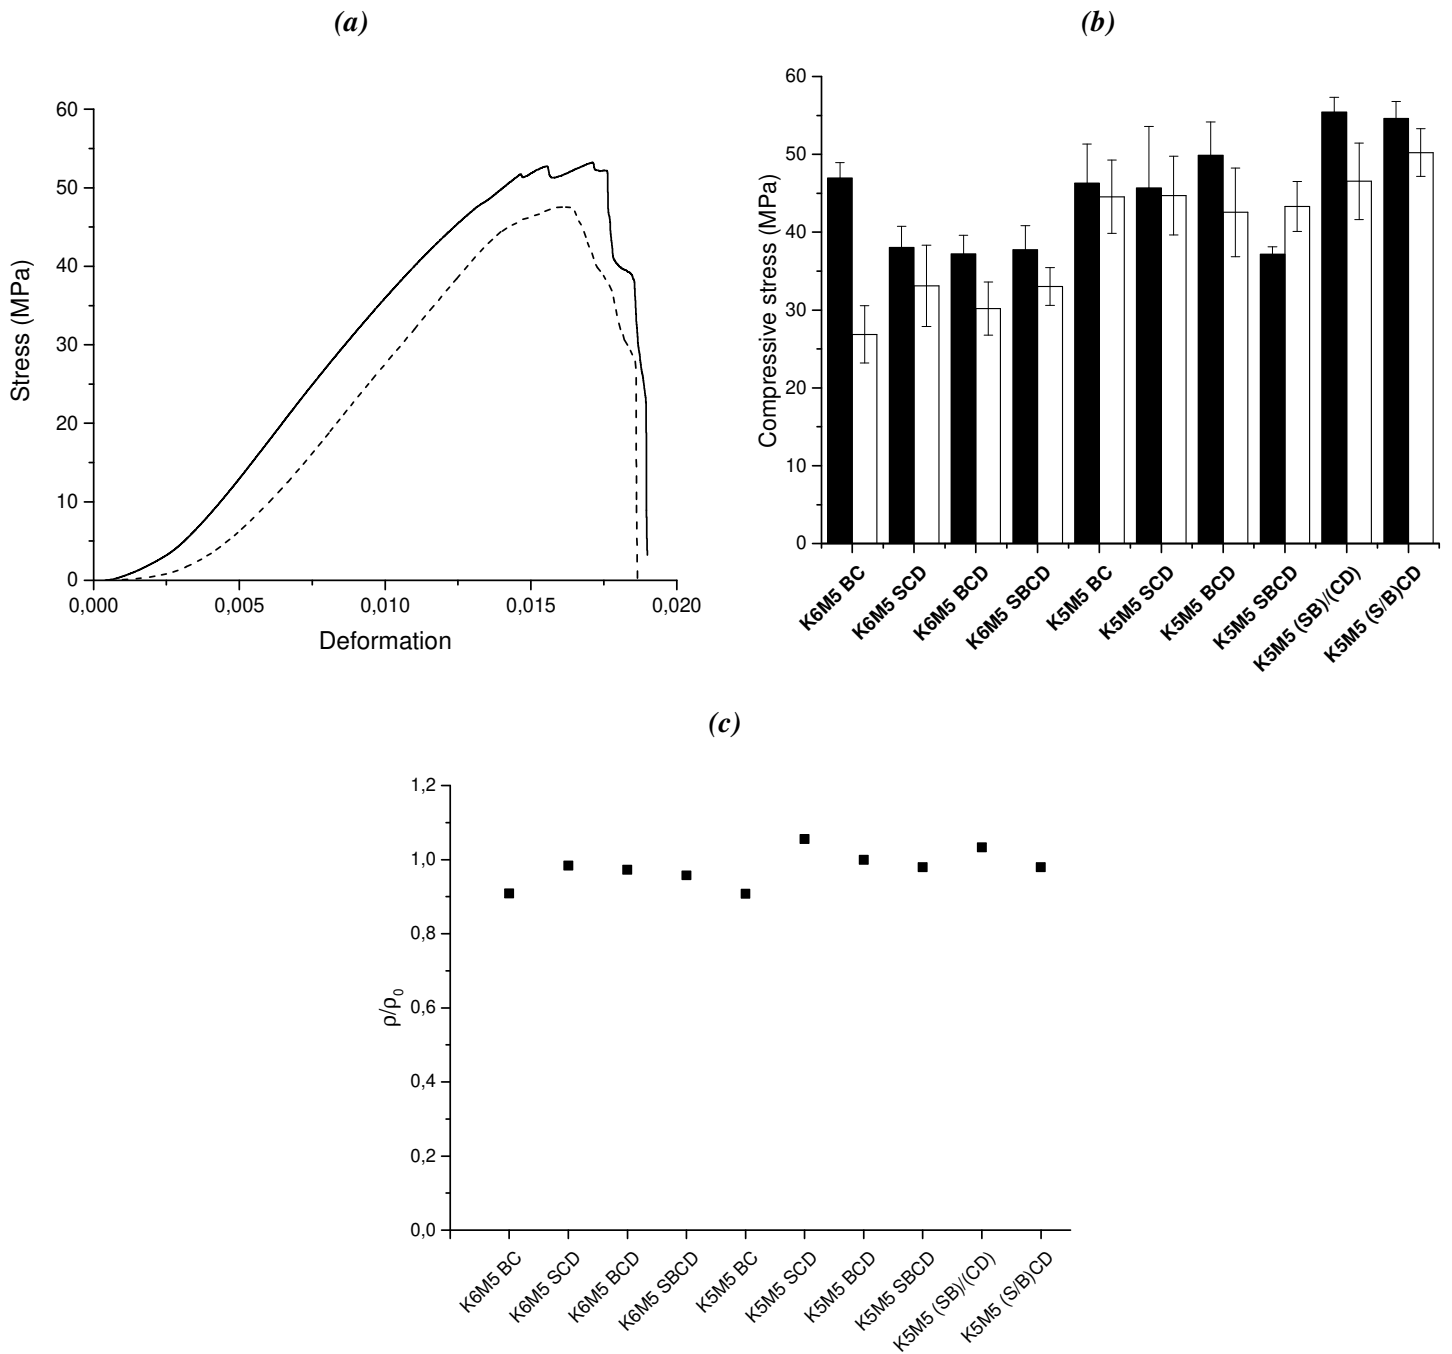 (a)
60
50
40
30
20
10
0
Stress (MPa)
0,000 0,005 0,010 0,015 0,020
Deformation
(b)
60
50
40
30
20
10
0
Compressive stress (MPa)
K6M5 BC
K6M5 SCD
K6M5 BCD
K6M5 SBCD
K5M5 BC
K5M5 SCD
K5M5 BCD
K5M5 SBCD
K5M5 (SB)/(CD)
K5M5 (S/B)CD
(c)
1,2
1,0
0,8
0,6
0,4
0,2
0,0
ρ/ρ0
K6M5 BC
K6M5 SCD
K6M5 BCD
K6M5 SBCD
K5M5 BC
K5M5 SCD
K5M5 BCD
K5M5 SBCD
K5M5 (SB)/(CD)
K5M5 (S/B)CD